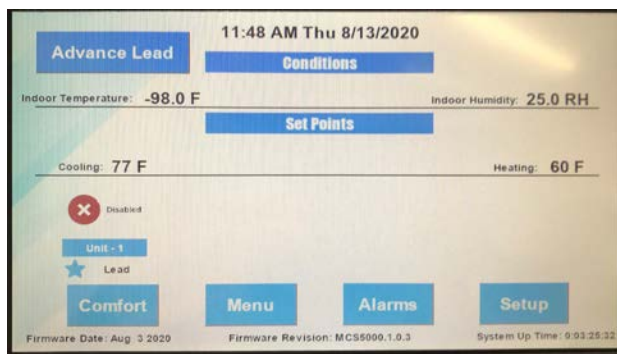 11:48 AM Thu 8/13/2020
Advance Lead
Conditions
Indoor Temperature: -98.0 F
Indoor Humidity: 25.0 RH
Set Points
Cooling: 77 F
Heating: 60 F
Disabled
Unit - 1
Lead
Comfort
Menu
Alarms
Setup
Firmware Date: Aug 3 2020
Firmware Revision: MCS5000.1.0.3
System Up Time: 0:03:25:32